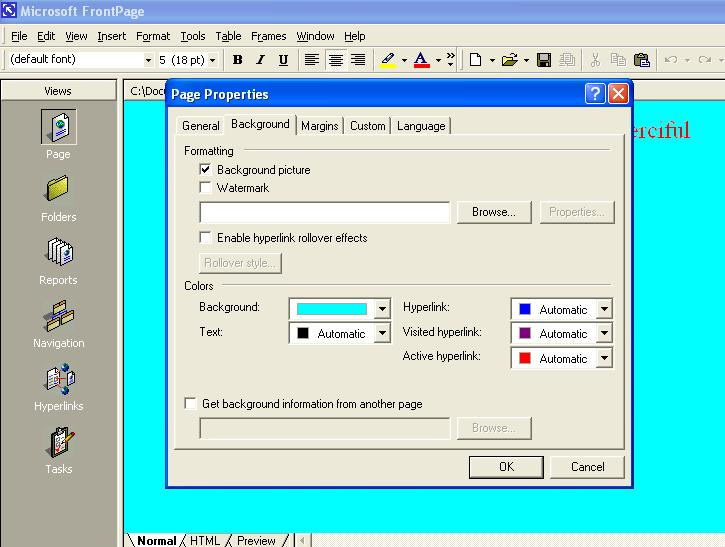 Microsoft FrontPage
File Edit View Insert Format Tools Table Frames Window Help
(default font) 5 (18 pt) B I U A
Views C:\Docu
Page Properties
General Background Margins Custom Language
Formatting
Background picture
Watermark
Browse... Properties...
Enable hyperlink rollover effects
Rollover style...
Colors
Background: Hyperlink: Automatic
Text: Automatic Visited hyperlink: Automatic
Active hyperlink: Automatic
Get background information from another page
Browse...
OK Cancel
erciful
Page
Folders
Reports
Navigation
Hyperlinks
Tasks
Normal HTML Preview